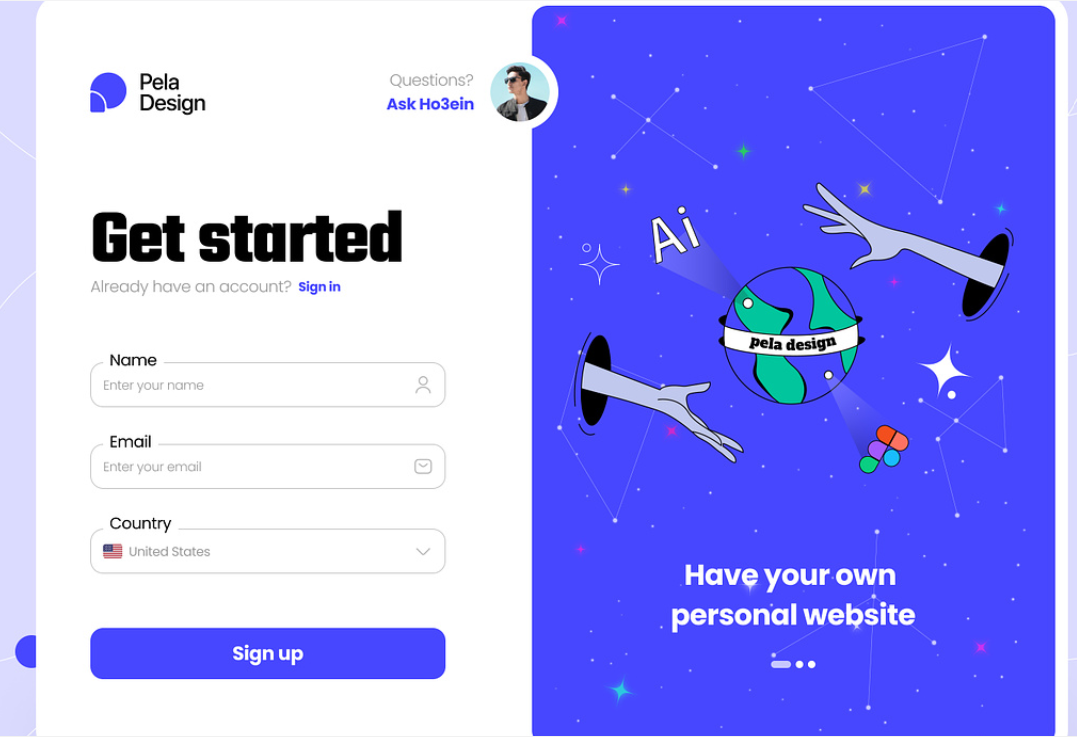 Pela
Design
Questions?
Ask Ho3ein
Get started
Already have an account? Sign in
Name
Enter your name
Email
Enter your email
Country
United States
Sign up
Ai
pela design
Have your own
personal website